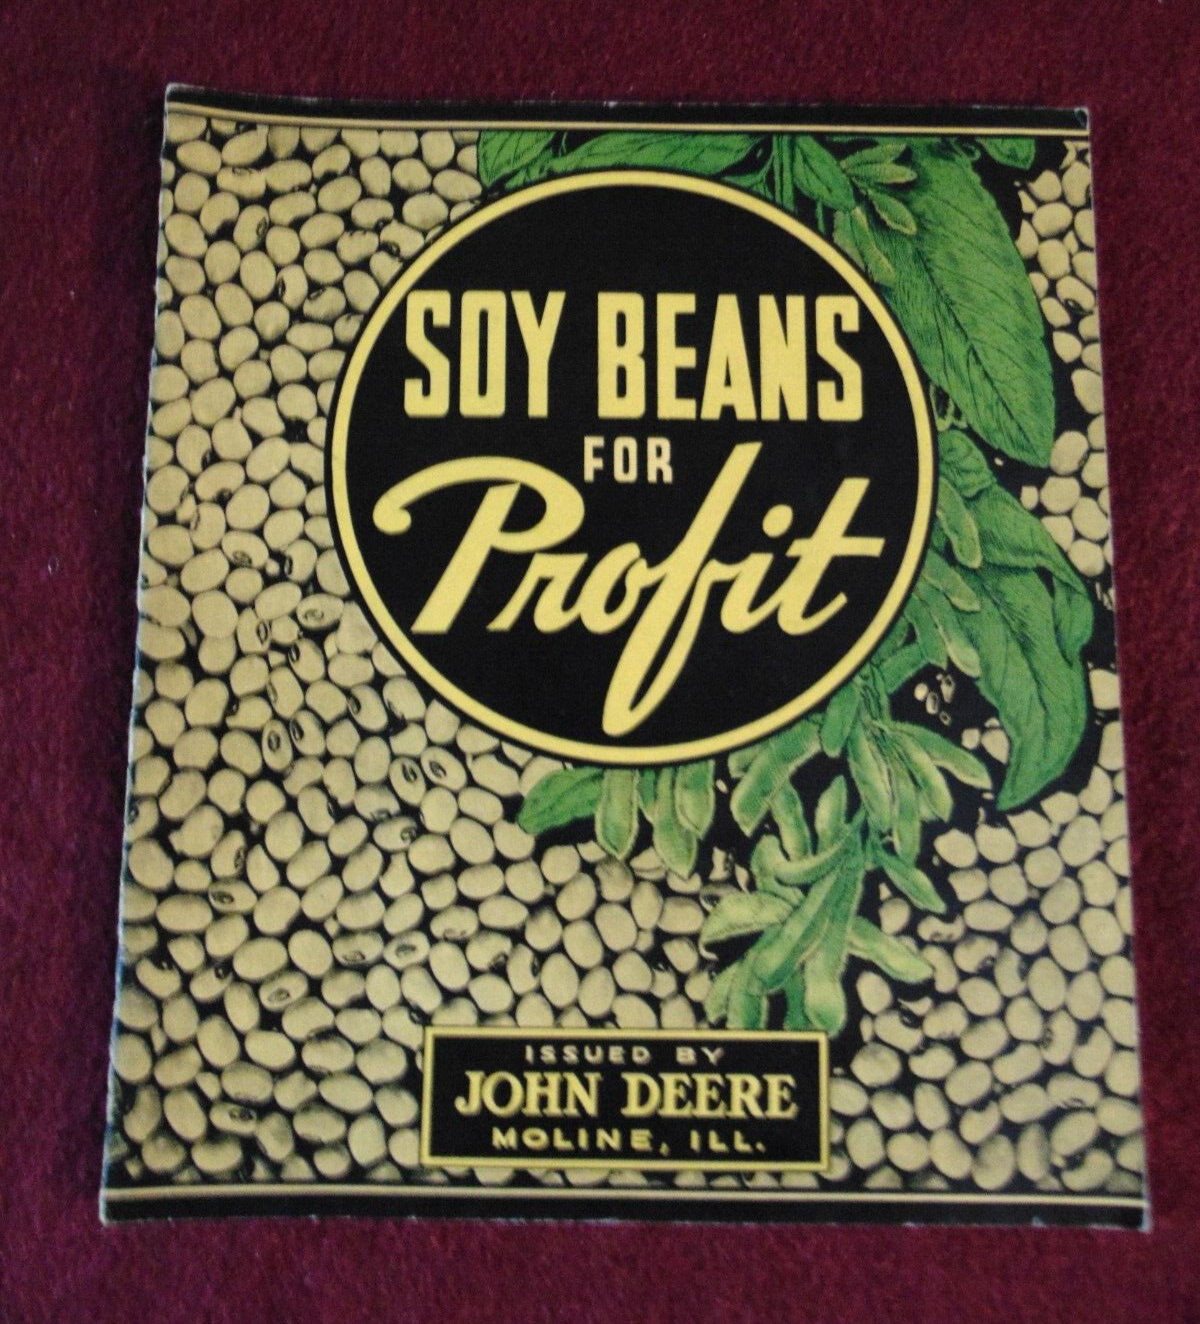 SOY BEANS
FOR
Profit
ISSUED BY
JOHN DEERE
MOLINE, ILL.